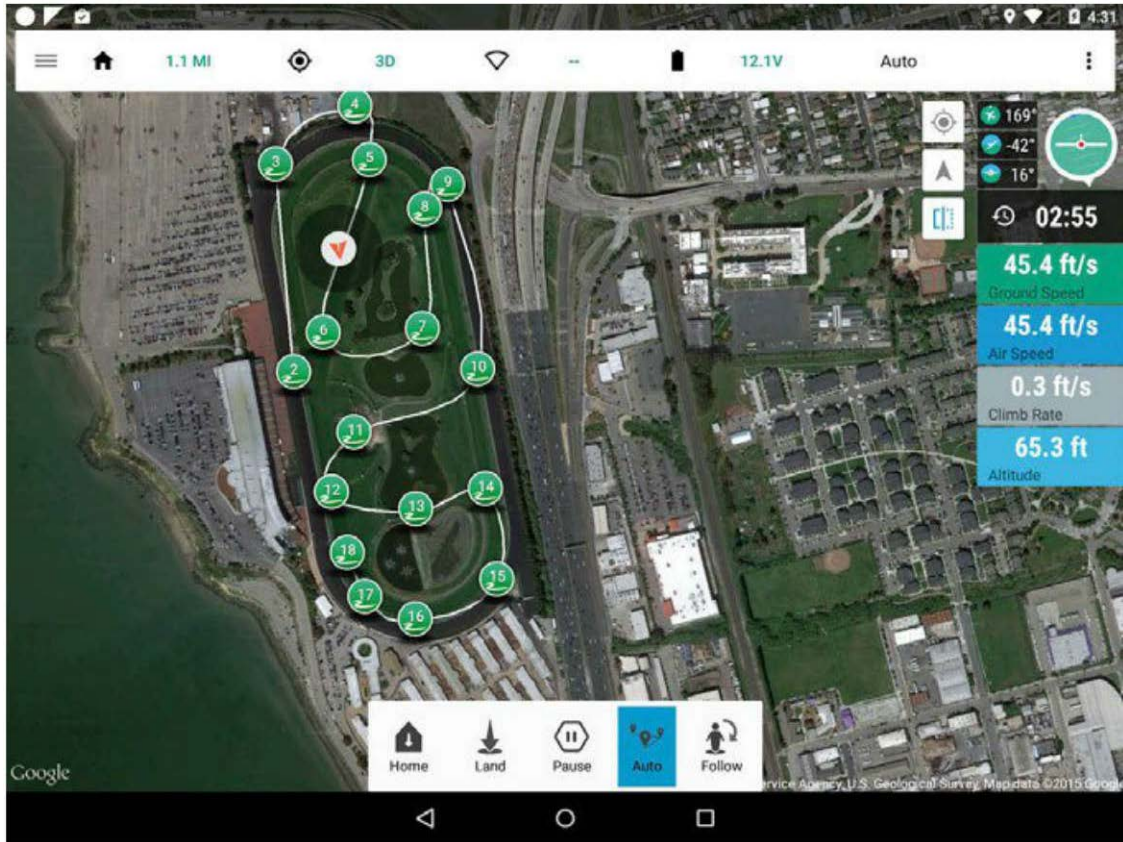 4:31
1.1 MI 3D -- 12.1V Auto
169°
-42°
16°
02:55
45.4 ft/s
Ground Speed
45.4 ft/s
Air Speed
0.3 ft/s
Climb Rate
65.3 ft
Altitude
4
3
5
9
8
6
7
2
10
11
12
13
14
18
15
17
16
Home Land Pause Auto Follow
Google
ervice Agency, U.S. Geological Survey, Map data ©2015 Google